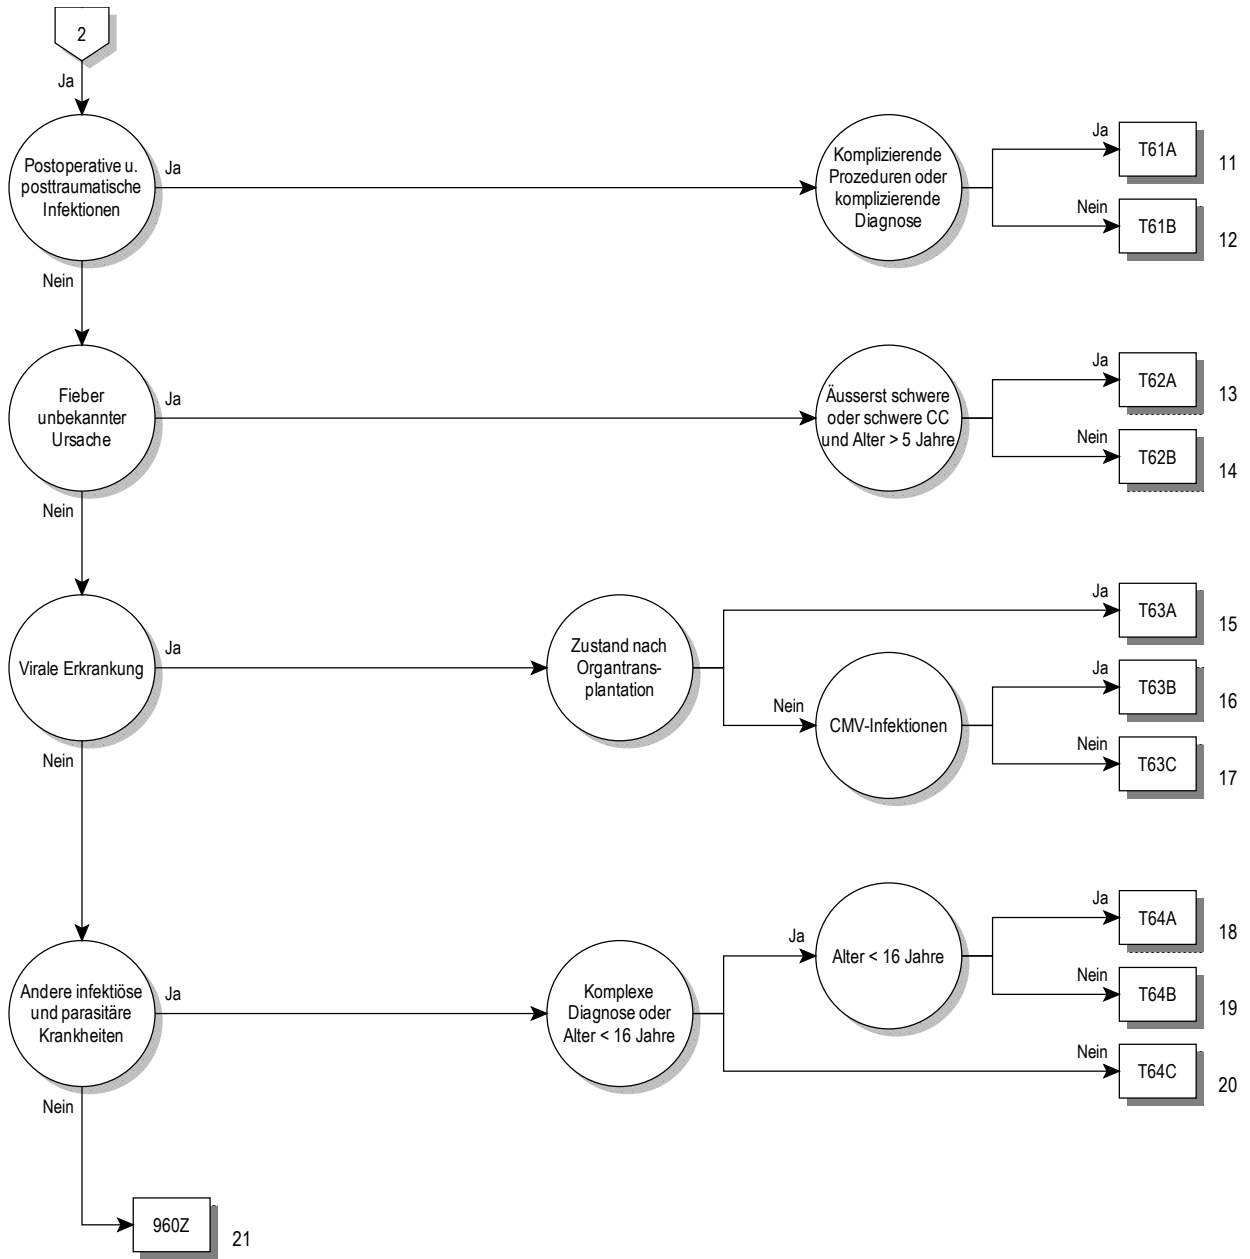 2
Ja
Postoperative u.
posttraumatische
Infektionen
Ja
Komplizierende
Prozeduren oder
komplizierende
Diagnose
Ja
T61A
11
Nein
T61B
12
Nein
Fieber
unbekannter
Ursache
Ja
Äusserst schwere
oder schwere CC
und Alter > 5 Jahre
Ja
T62A
13
Nein
T62B
14
Nein
Virale Erkrankung
Ja
Zustand nach
Organtrans-
plantation
Ja
T63A
15
Nein
CMV-Infektionen
Ja
T63B
16
Nein
T63C
17
Nein
Andere infektiöse
und parasitäre
Krankheiten
Ja
Komplexe
Diagnose oder
Alter < 16 Jahre
Ja
Alter < 16 Jahre
Ja
T64A
18
Nein
T64B
19
Nein
T64C
20
Nein
960Z
21